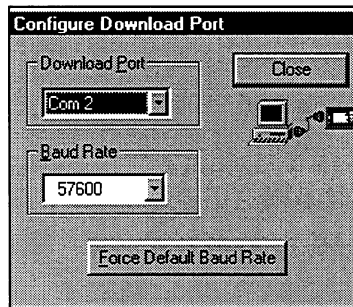 Configure Download Port
Download Port
Close
Com 2
Baud Rate
57600
Force Default Baud Rate